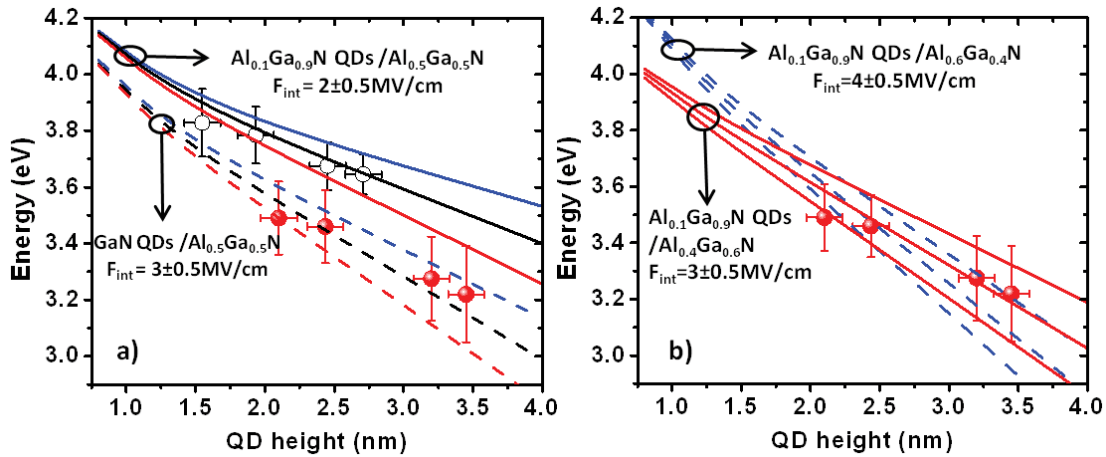 4.2
4.0
3.8
3.6
3.4
3.2
3.0
Energy (eV)
Al0.1Ga0.9N QDs /Al0.5Ga0.5N
Fint = 2±0.5MV/cm
GaN QDs /Al0.5Ga0.5N
Fint = 3±0.5MV/cm
a)
1.0 1.5 2.0 2.5 3.0 3.5 4.0
QD height (nm)
4.2
4.0
3.8
3.6
3.4
3.2
3.0
Energy (eV)
Al0.1Ga0.9N QDs /Al0.6Ga0.4N
Fint = 4±0.5MV/cm
Al0.1Ga0.9N QDs
/Al0.4Ga0.6N
Fint=3±0.5MV/cm
b)
1.0 1.5 2.0 2.5 3.0 3.5 4.0
QD height (nm)